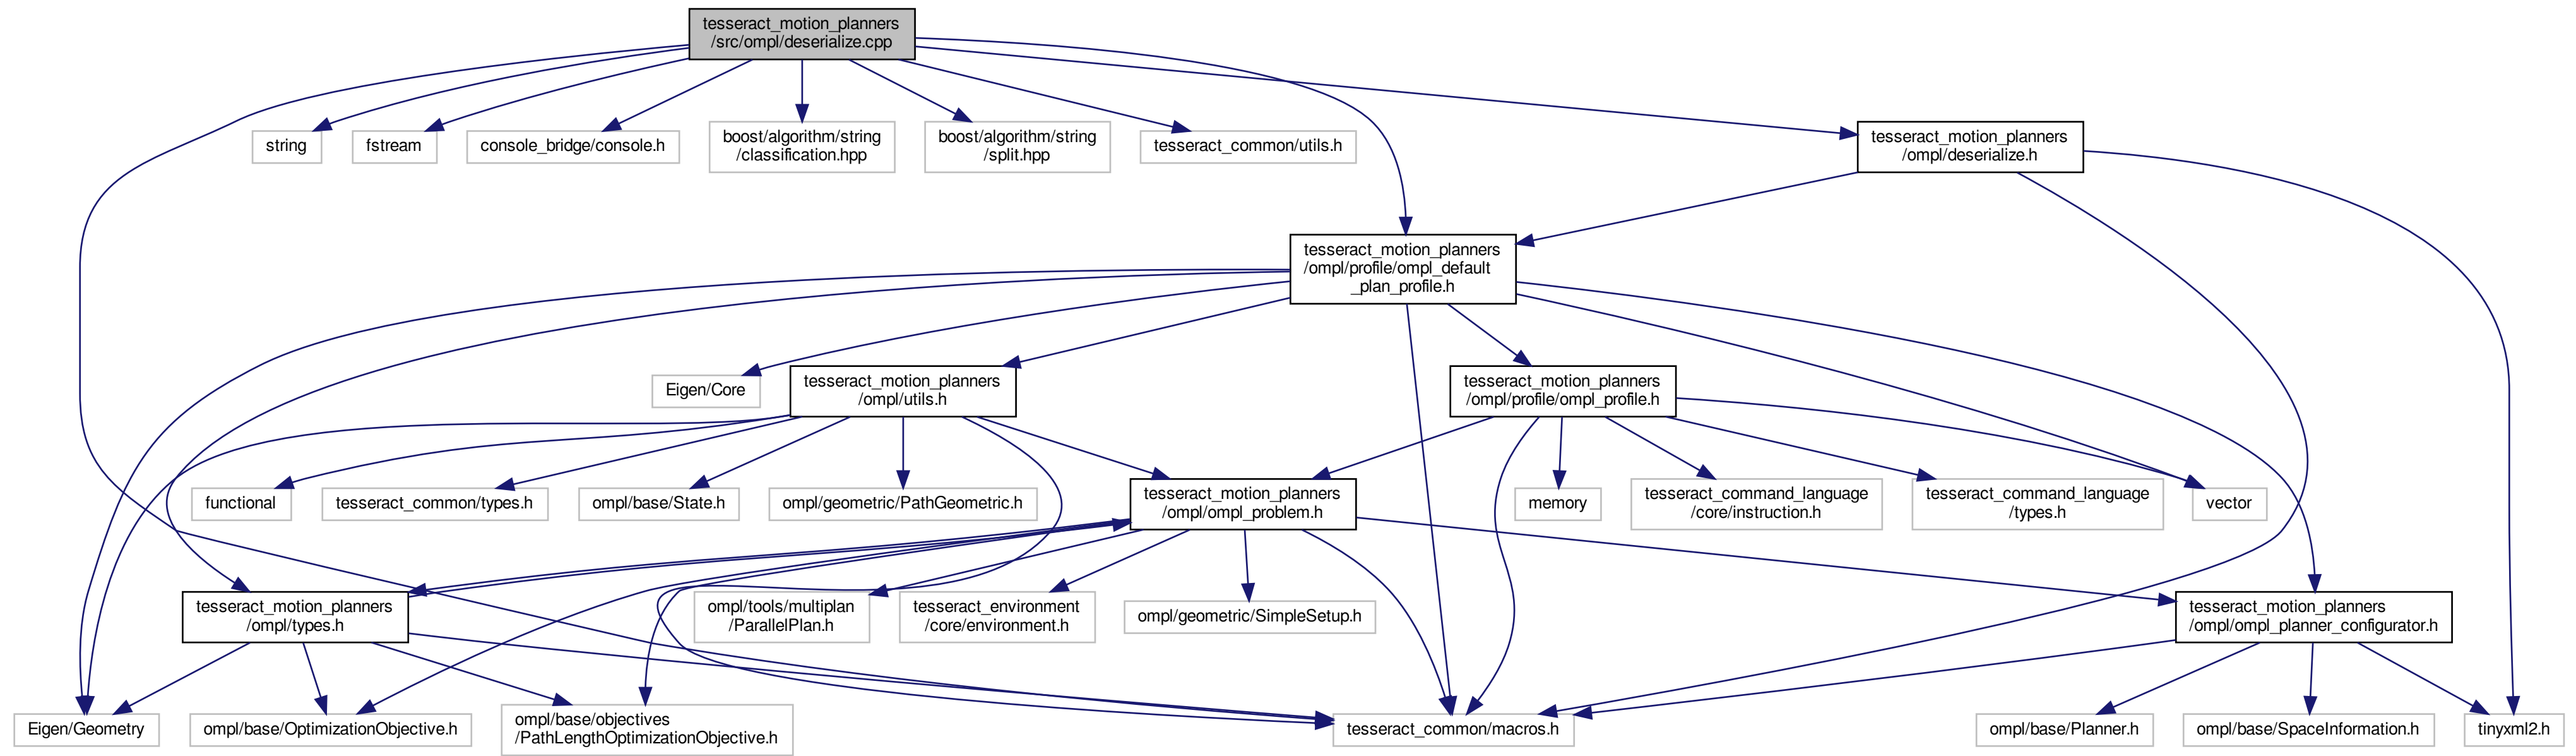 tesseract_motion_planners
/src/ompl/deserialize.cpp
string
fstream
console_bridge/console.h
boost/algorithm/string
/classification.hpp
boost/algorithm/string
/split.hpp
tesseract_common/utils.h
tesseract_motion_planners
/ompl/deserialize.h
tesseract_motion_planners
/ompl/profile/ompl_default
_plan_profile.h
Eigen/Core
tesseract_motion_planners
/ompl/utils.h
tesseract_motion_planners
/ompl/profile/ompl_profile.h
functional
tesseract_common/types.h
ompl/base/State.h
ompl/geometric/PathGeometric.h
tesseract_motion_planners
/ompl/ompl_problem.h
memory
tesseract_command_language
/core/instruction.h
tesseract_command_language
/types.h
vector
tesseract_motion_planners
/ompl/types.h
ompl/tools/multiplan
/ParallelPlan.h
tesseract_environment
/core/environment.h
ompl/geometric/SimpleSetup.h
tesseract_motion_planners
/ompl/ompl_planner_configurator.h
Eigen/Geometry
ompl/base/OptimizationObjective.h
ompl/base/objectives
/PathLengthOptimizationObjective.h
tesseract_common/macros.h
ompl/base/Planner.h
ompl/base/SpaceInformation.h
tinyxml2.h